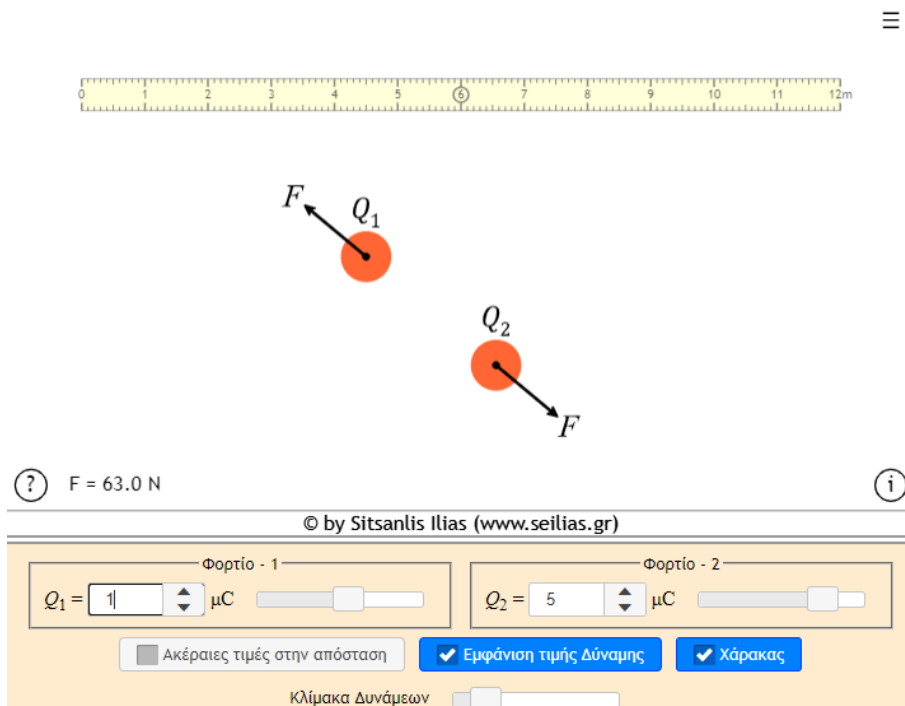 ☰
0 1 2 3 4 5 6 7 8 9 10 11 12m
F
Q₁
Q₂
F
? F = 63.0 N i
© by Sitsanlis Ilias (www.seilias.gr)
Φορτίο - 1 Φορτίο - 2
Q₁ = 1 μC Q₂ = 5 μC
Ακέραιες τιμές στην απόσταση Εμφάνιση τιμής Δύναμης Χάρακας
Κλίμακα Δυνάμεων